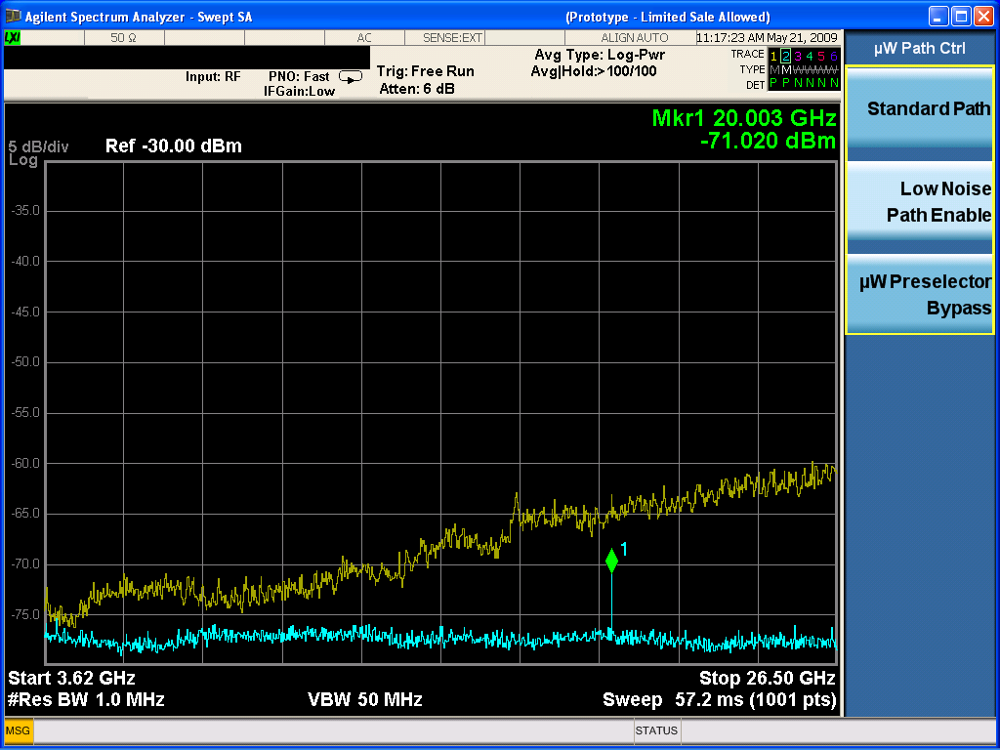 Agilent Spectrum Analyzer - Swept SA (Prototype - Limited Sale Allowed)
LXI 50 Ω AC SENSE:EXT ALIGN AUTO 11:17:23 AM May 21, 2009
µW Path Ctrl
Input: RF PNO: Fast Trig: Free Run Avg Type: Log-Pwr TRACE 1 2 3 4 5 6
IFGain:Low Atten: 6 dB Avg|Hold:>100/100 TYPE M M W W W W
DET P P N N N N
Standard Path
Mkr1 20.003 GHz
-71.020 dBm
5 dB/div Ref -30.00 dBm
Log
Low Noise
Path Enable
µW Preselector
Bypass
-35.0
-40.0
-45.0
-50.0
-55.0
-60.0
-65.0
1
-70.0
-75.0
Start 3.62 GHz Stop 26.50 GHz
#Res BW 1.0 MHz VBW 50 MHz Sweep 57.2 ms (1001 pts)
MSG STATUS